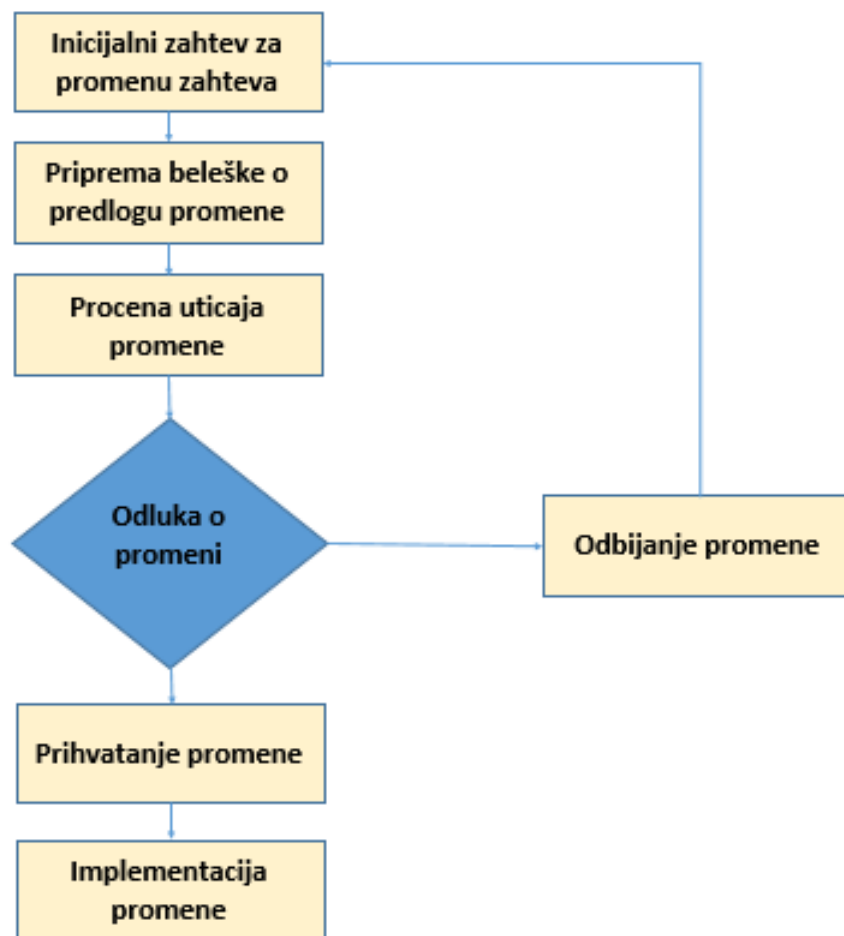 Inicijalni zahtev za
promenu zahteva
Priprema beleške o
predlogu promene
Procena uticaja
promene
Odluka o
promeni
Odbijanje promene
Prihvatanje promene
Implementacija
promene